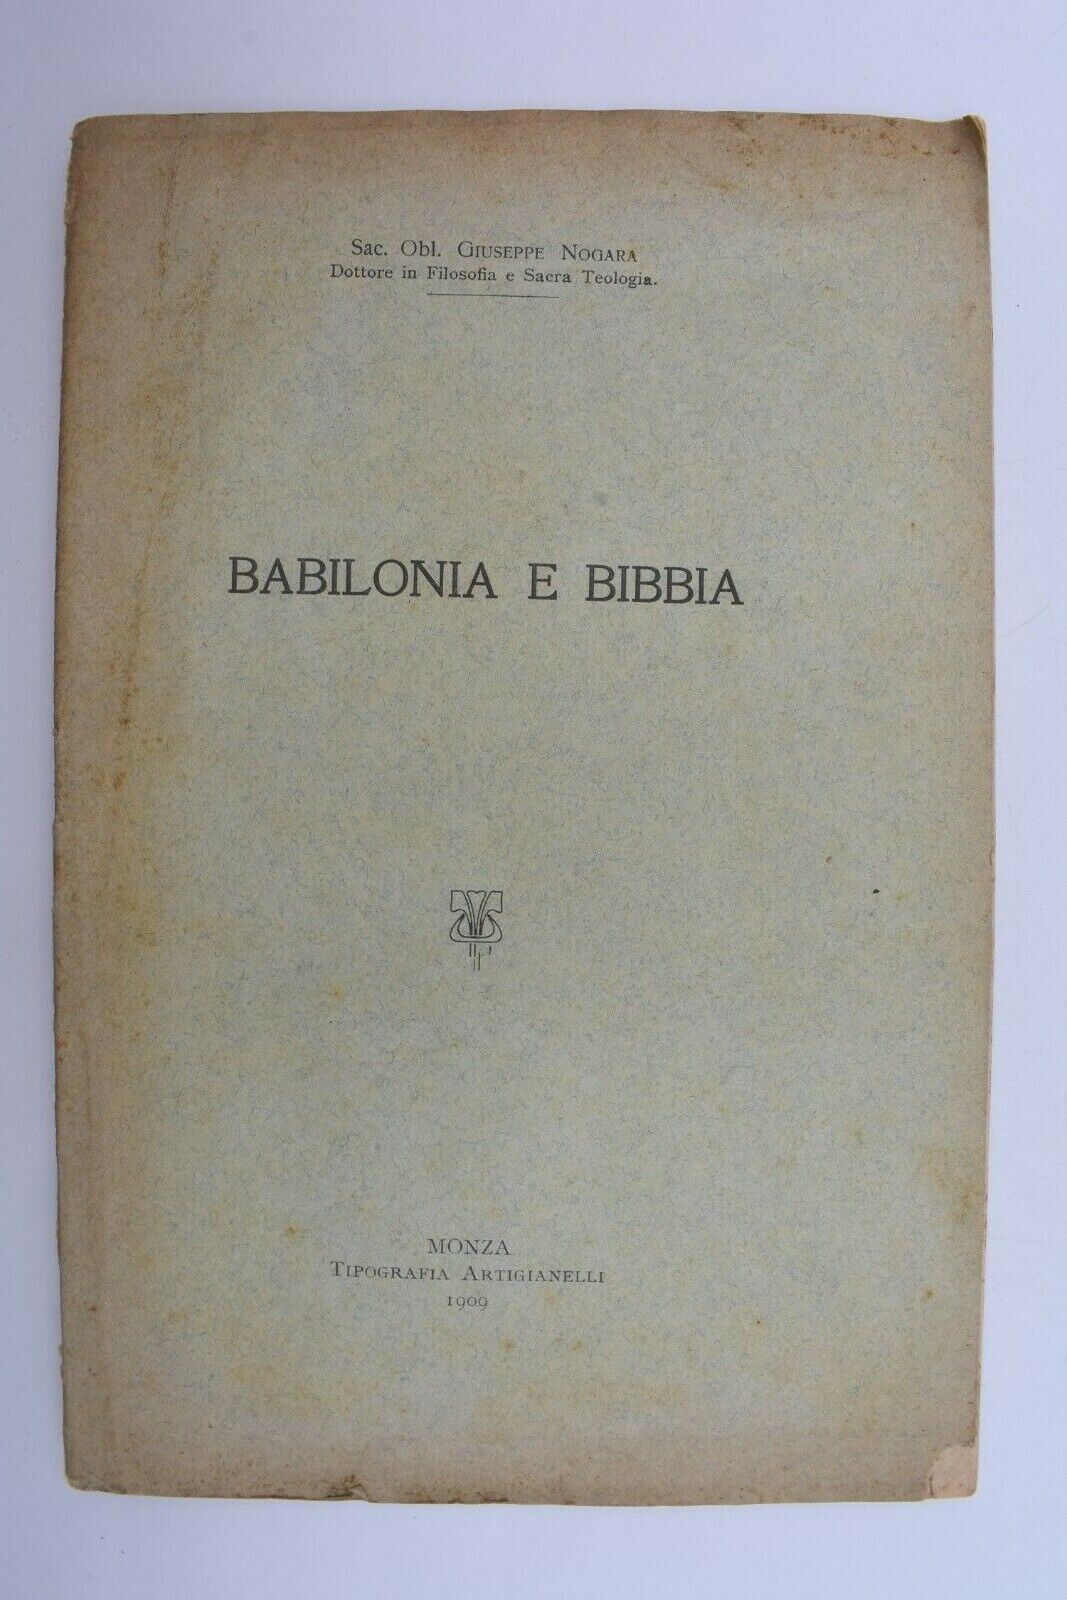 Sac. Obl. GIUSEPPE NOGARA
Dottore in Filosofia e Sacra Teologia.
BABILONIA E BIBBIA
MONZA
TIPOGRAFIA ARTIGIANELLI
1909